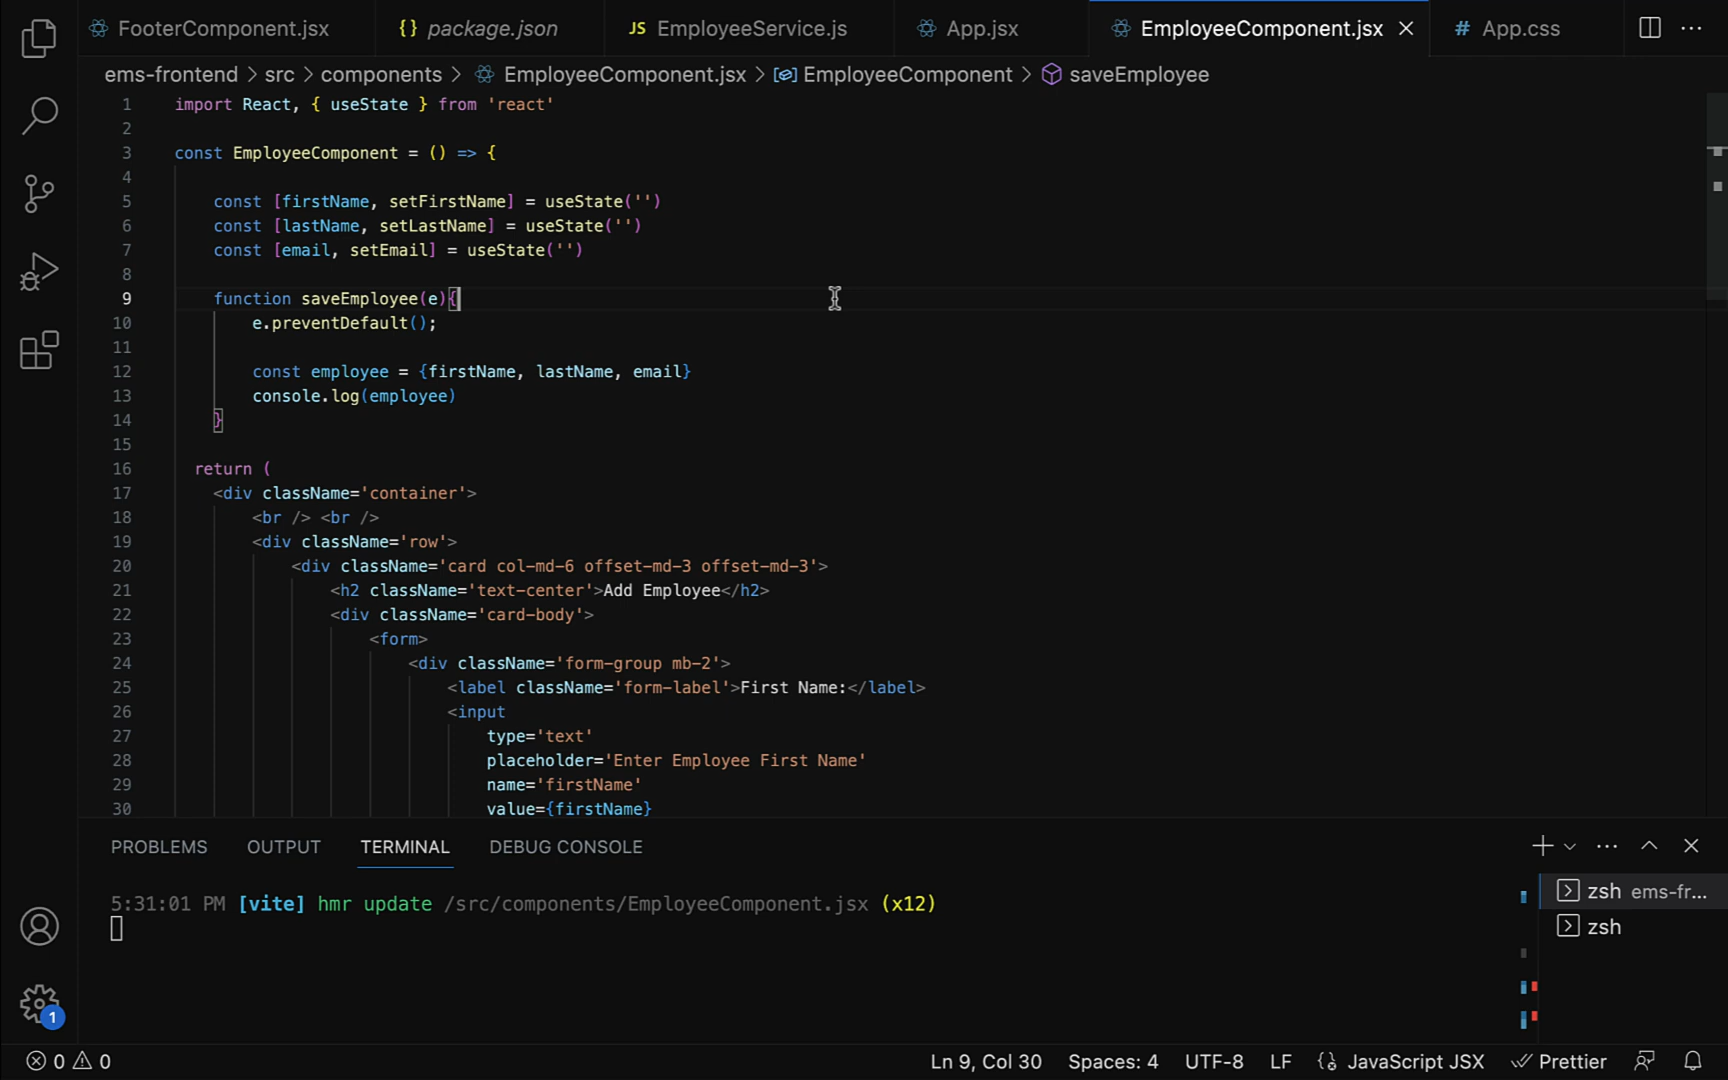 FooterComponent.jsx {} package.json JS EmployeeService.js App.jsx EmployeeComponent.jsx # App.css ...
ems-frontend > src > components > EmployeeComponent.jsx > EmployeeComponent > saveEmployee
1 import React, { useState } from 'react'
2
3 const EmployeeComponent = () => {
4
5 const [firstName, setFirstName] = useState('')
6 const [lastName, setLastName] = useState('')
7 const [email, setEmail] = useState('')
8
9 function saveEmployee(e){
10 e.preventDefault();
11
12 const employee = {firstName, lastName, email}
13 console.log(employee)
14 }
15
16 return (
17 <div className='container'>
18 <br /> <br />
19 <div className='row'>
20 <div className='card col-md-6 offset-md-3 offset-md-3'>
21 <h2 className='text-center'>Add Employee</h2>
22 <div className='card-body'>
23 <form>
24 <div className='form-group mb-2'>
25 <label className='form-label'>First Name:</label>
26 <input
27 type='text'
28 placeholder='Enter Employee First Name'
29 name='firstName'
30 value={firstName}
PROBLEMS OUTPUT TERMINAL DEBUG CONSOLE
5:31:01 PM [vite] hmr update /src/components/EmployeeComponent.jsx (x12)
zsh ems-fr...
zsh
1
0 0 Ln 9, Col 30 Spaces: 4 UTF-8 LF {} JavaScript JSX Prettier